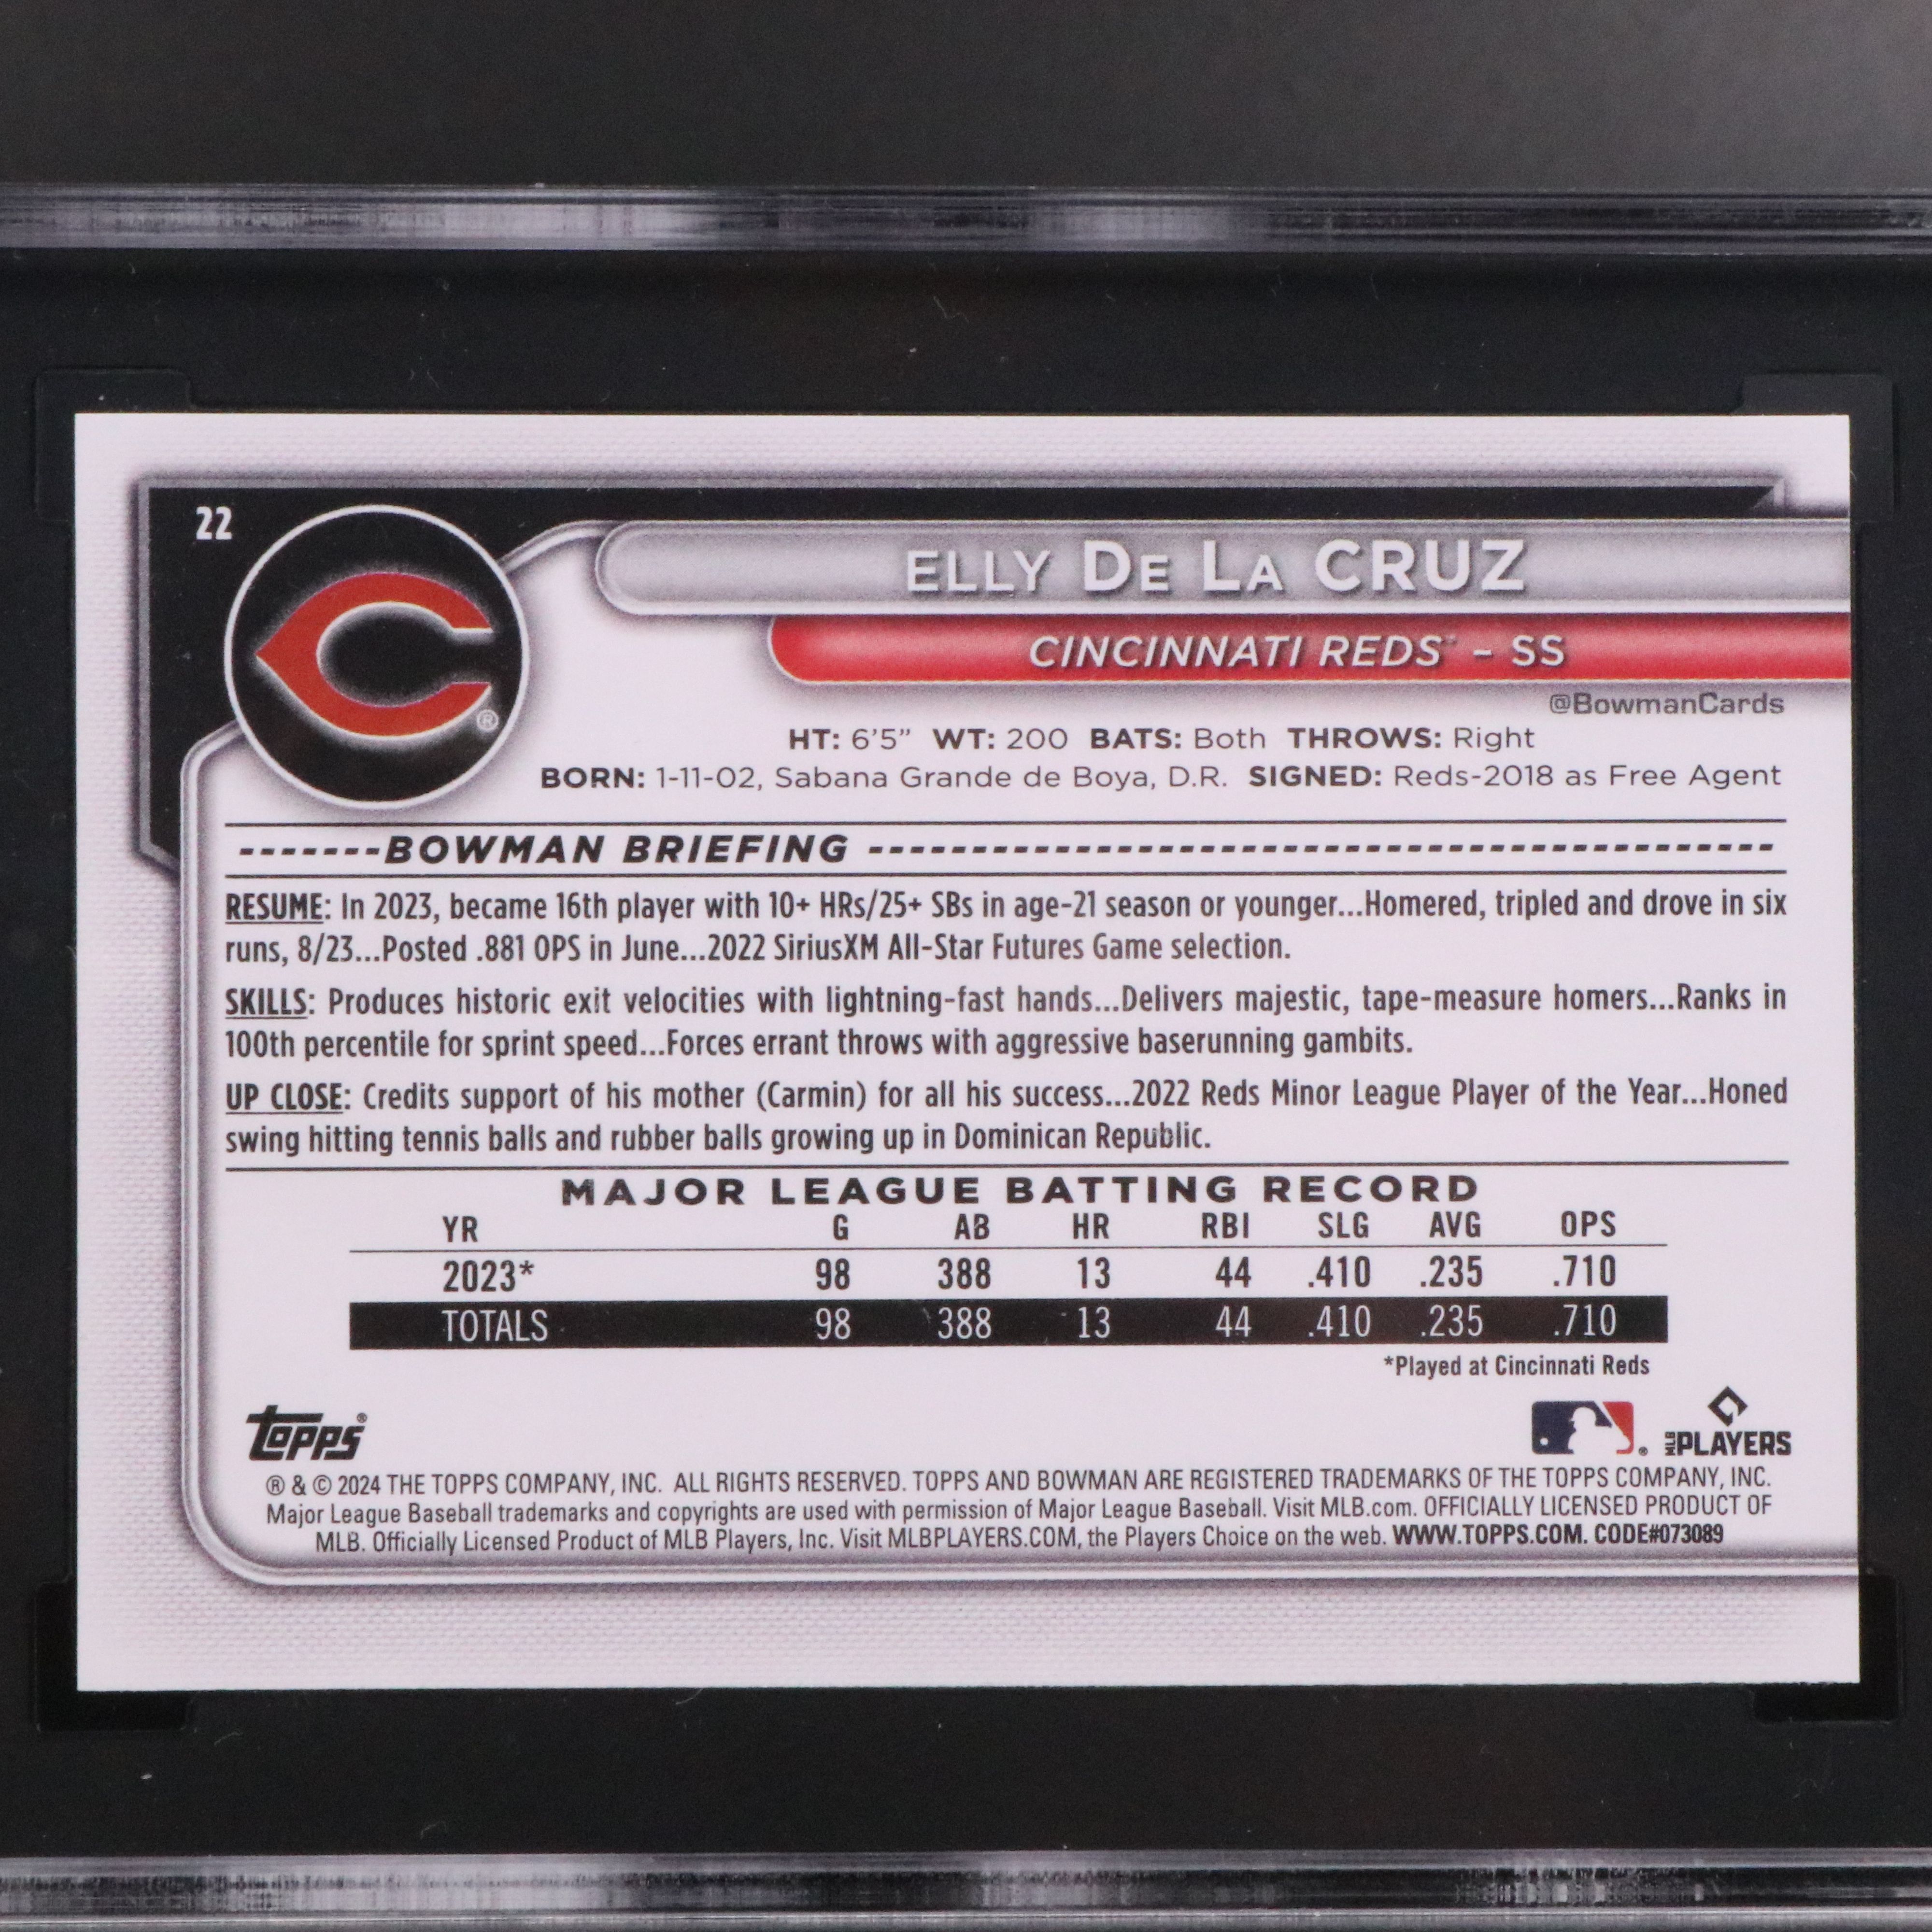 22
ELLY DE LA CRUZ
CINCINNATI REDS™ - SS
@BowmanCards
HT: 6'5" WT: 200 BATS: Both THROWS: Right
BORN: 1-11-02, Sabana Grande de Boya, D.R. SIGNED: Reds-2018 as Free Agent
-------BOWMAN BRIEFING --------------------------------------------
RESUME: In 2023, became 16th player with 10+ HRs/25+ SBs in age-21 season or younger...Homered, tripled and drove in six
runs, 8/23...Posted .881 OPS in June...2022 SiriusXM All-Star Futures Game selection.
SKILLS: Produces historic exit velocities with lightning-fast hands...Delivers majestic, tape-measure homers...Ranks in
100th percentile for sprint speed...Forces errant throws with aggressive baserunning gambits.
UP CLOSE: Credits support of his mother (Carmin) for all his success...2022 Reds Minor League Player of the Year...Honed
swing hitting tennis balls and rubber balls growing up in Dominican Republic.
MAJOR LEAGUE BATTING RECORD
YR G AB HR RBI SLG AVG OPS
2023* 98 388 13 44 .410 .235 .710
TOTALS 98 388 13 44 .410 .235 .710
*Played at Cincinnati Reds
Topps®
MLB PLAYERS
® & © 2024 THE TOPPS COMPANY, INC. ALL RIGHTS RESERVED. TOPPS AND BOWMAN ARE REGISTERED TRADEMARKS OF THE TOPPS COMPANY, INC.
Major League Baseball trademarks and copyrights are used with permission of Major League Baseball. Visit MLB.com. OFFICIALLY LICENSED PRODUCT OF
MLB. Officially Licensed Product of MLB Players, Inc. Visit MLBPLAYERS.COM, the Players Choice on the web. WWW.TOPPS.COM. CODE#073089